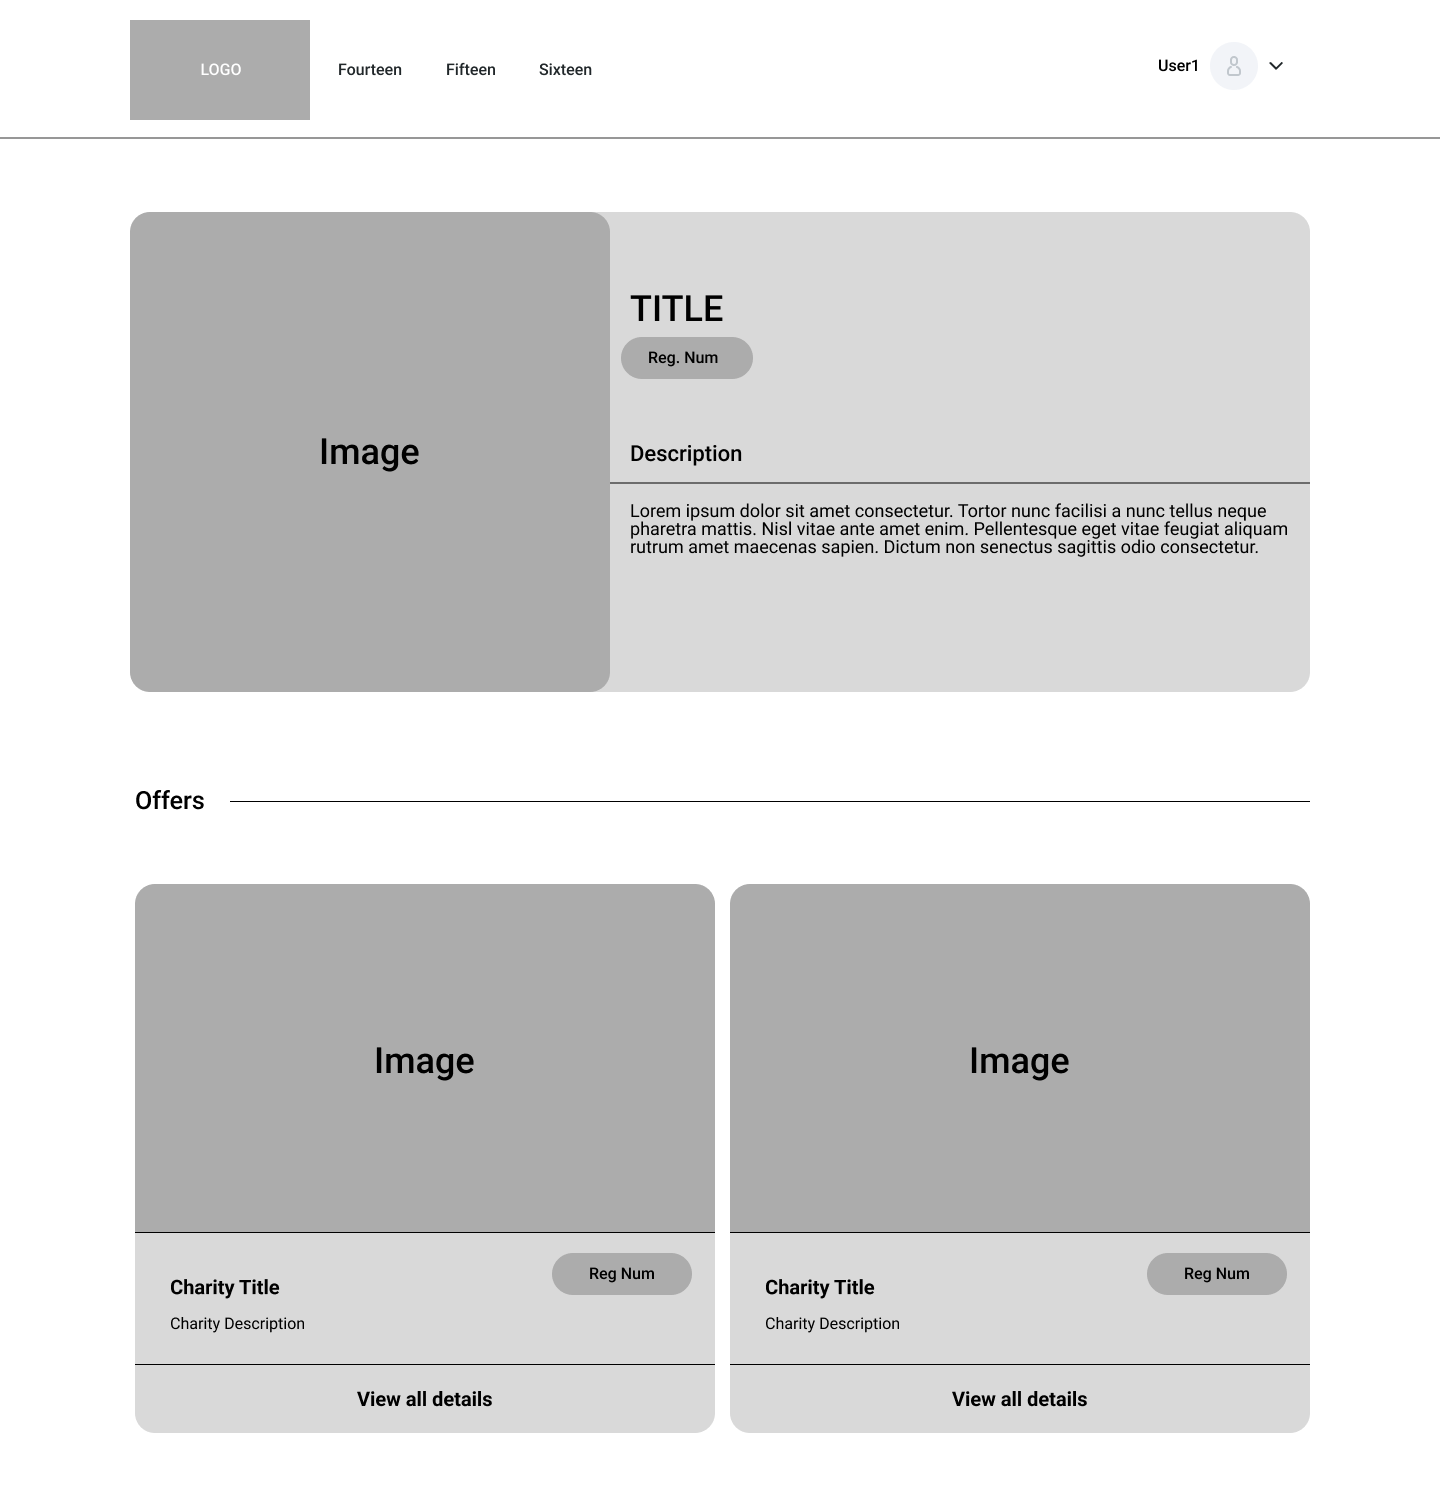 LOGO
Fourteen
Fifteen
Sixteen
User1
Image
TITLE
Reg. Num
Description
Lorem ipsum dolor sit amet consectetur. Tortor nunc facilisi a nunc tellus neque
pharetra mattis. Nisl vitae ante amet enim. Pellentesque eget vitae feugiat aliquam
rutrum amet maecenas sapien. Dictum non senectus sagittis odio consectetur.
Offers
Image
Reg Num
Charity Title
Charity Description
View all details
Image
Reg Num
Charity Title
Charity Description
View all details